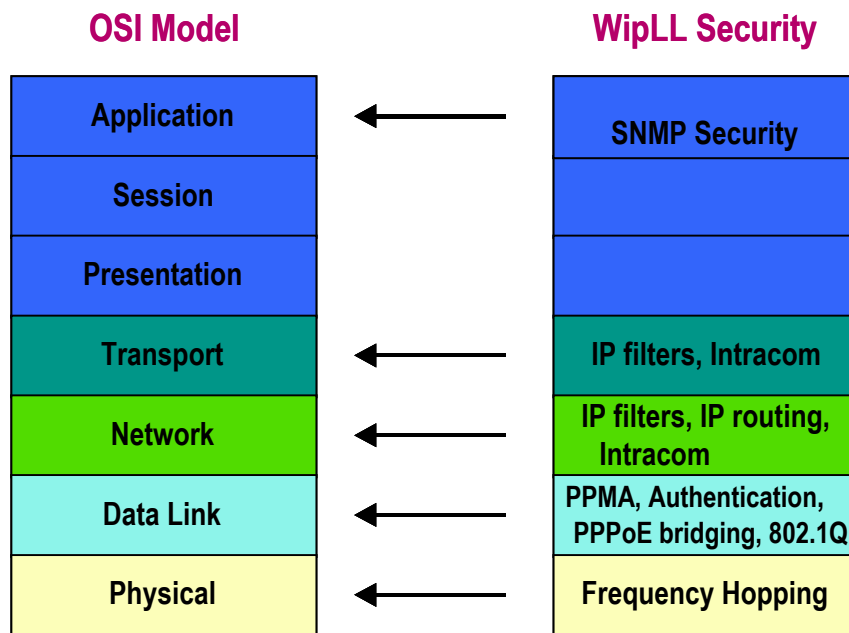 OSI Model
WipLL Security
Application
SNMP Security
Session
Presentation
Transport
IP filters, Intracom
Network
IP filters, IP routing,
Intracom
Data Link
PPMA, Authentication,
PPPoE bridging, 802.1Q
Physical
Frequency Hopping